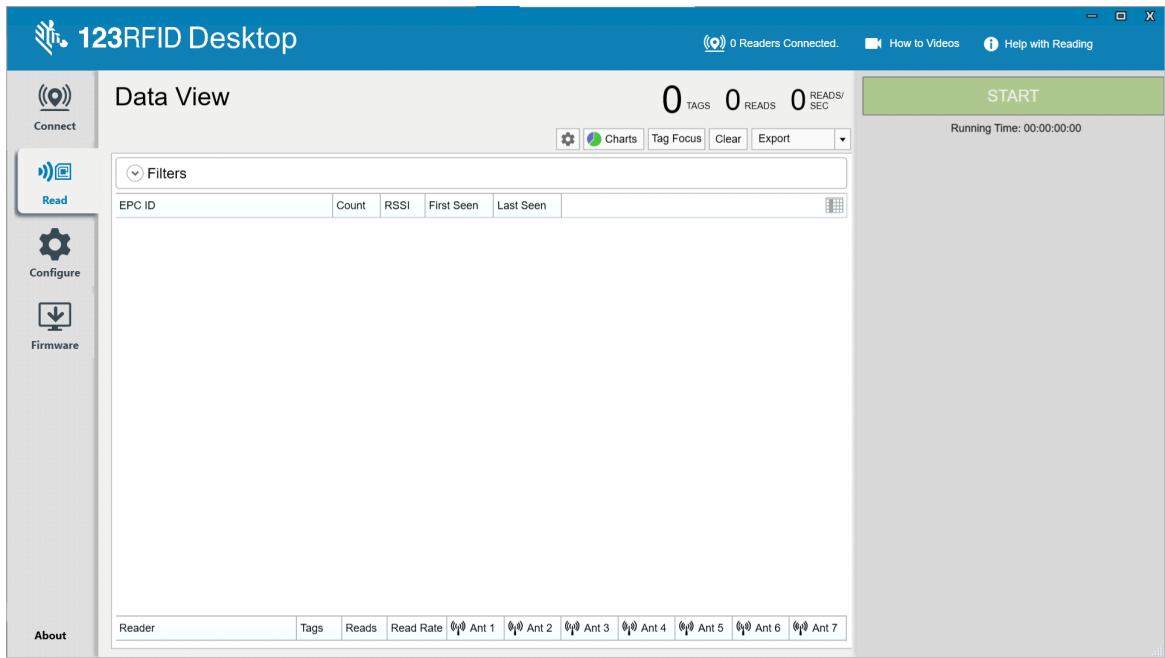 123RFID Desktop
0 Readers Connected.
How to Videos
Help with Reading
Connect
Read
Configure
Firmware
About
Data View
0 TAGS 0 READS 0 READS/SEC
Charts
Tag Focus
Clear
Export
Filters
EPC ID Count RSSI First Seen Last Seen
Reader Tags Reads Read Rate Ant 1 Ant 2 Ant 3 Ant 4 Ant 5 Ant 6 Ant 7
START
Running Time: 00:00:00:00